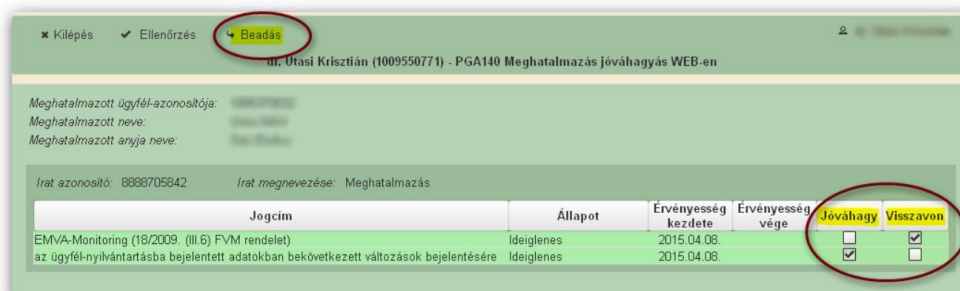 ✖ Kilépés ✔ Ellenőrzés ↪ Beadás
dr. Utasi Krisztián (1009550771) - PGA140 Meghatalmazás jóváhagyás WEB-en
Meghatalmazott ügyfél-azonosítója:
Meghatalmazott neve:
Meghatalmazott anyja neve:
Irat azonosító: 8888705842 Irat megnevezése: Meghatalmazás
Jogcím Állapot Érvényesség kezdete Érvényesség vége Jóváhagy Visszavon
EMVA-Monitoring (18/2009. (III.6) FVM rendelet) Ideiglenes 2015.04.08.
az ügyfél-nyilvántartásba bejelentett adatokban bekövetkezett változások bejelentésére Ideiglenes 2015.04.08.